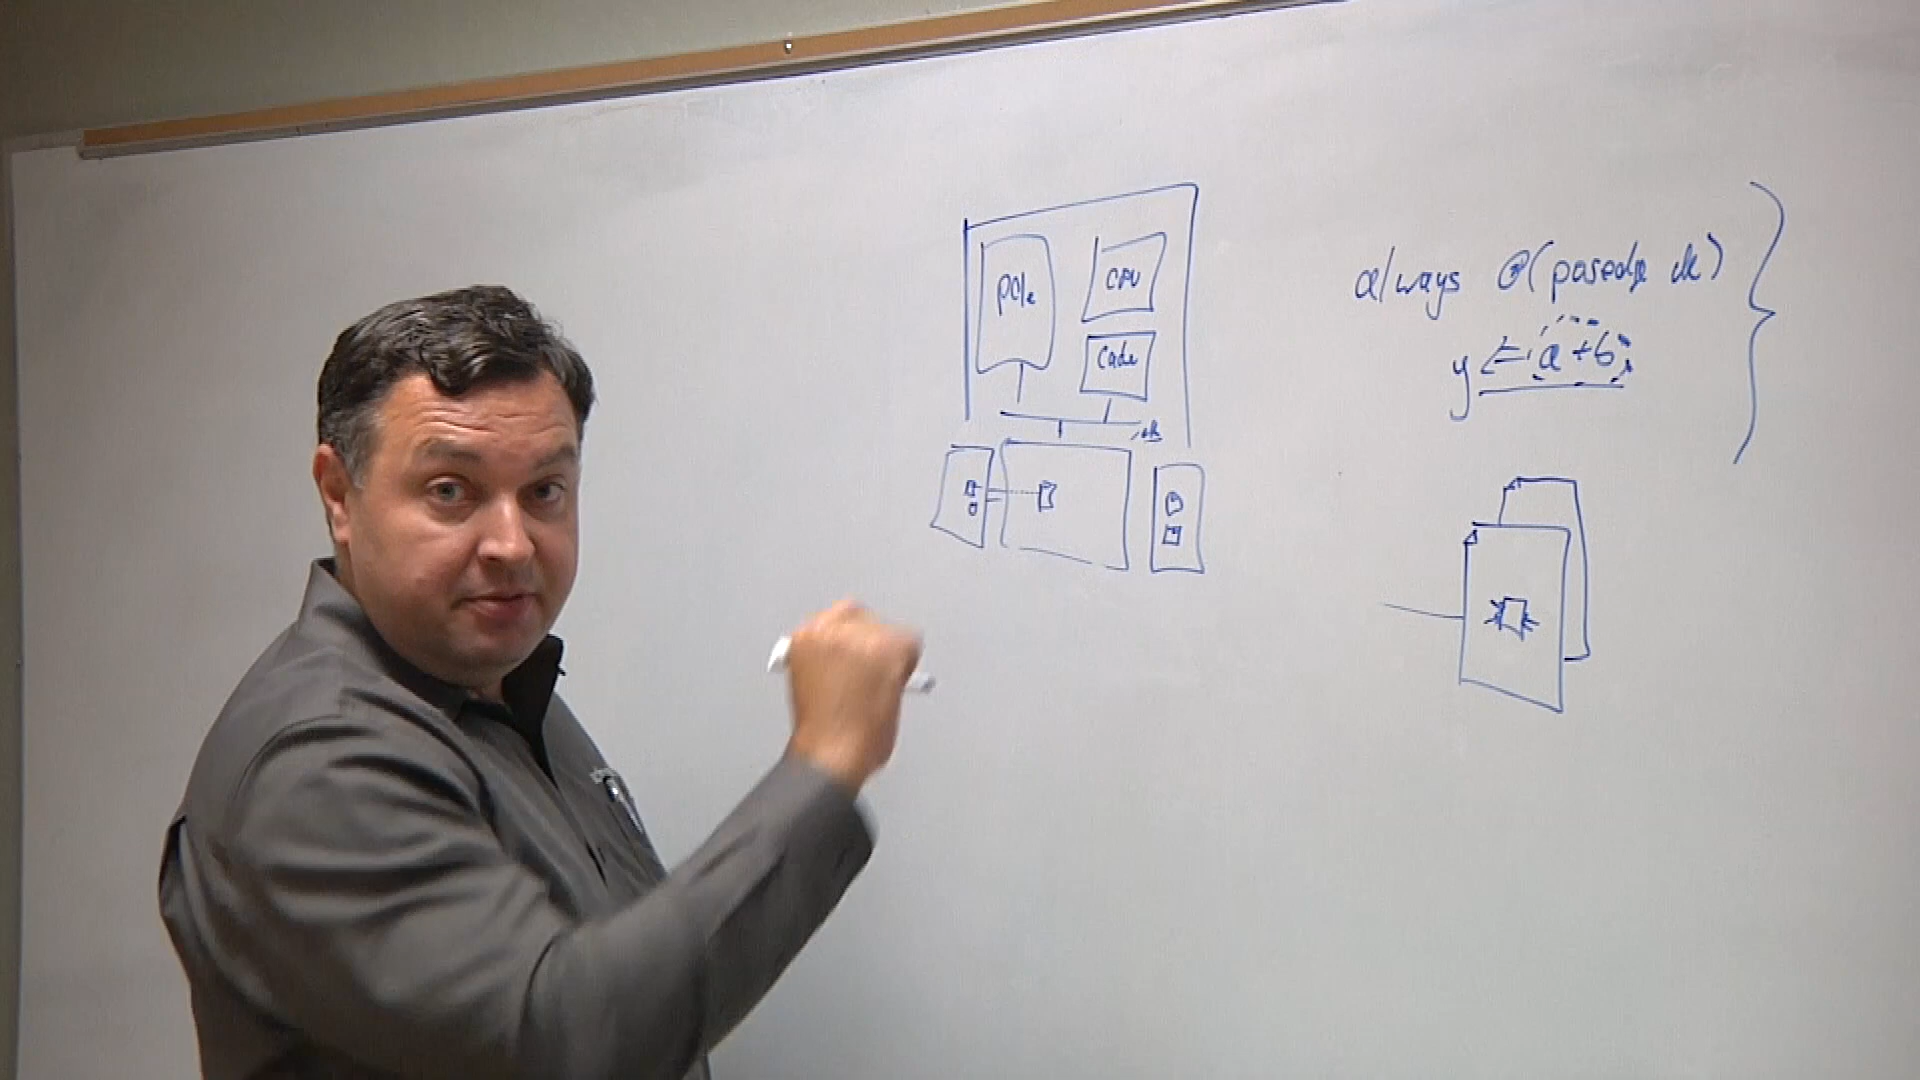 PCIe
CPU
Cache
always @(posedge clk)
y <= a + b;